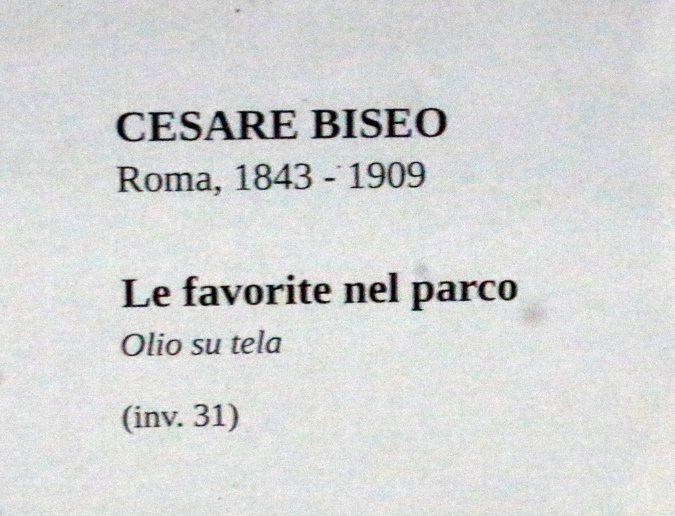 CESARE BISEO
Roma, 1843 - 1909
Le favorite nel parco
Olio su tela
(inv. 31)